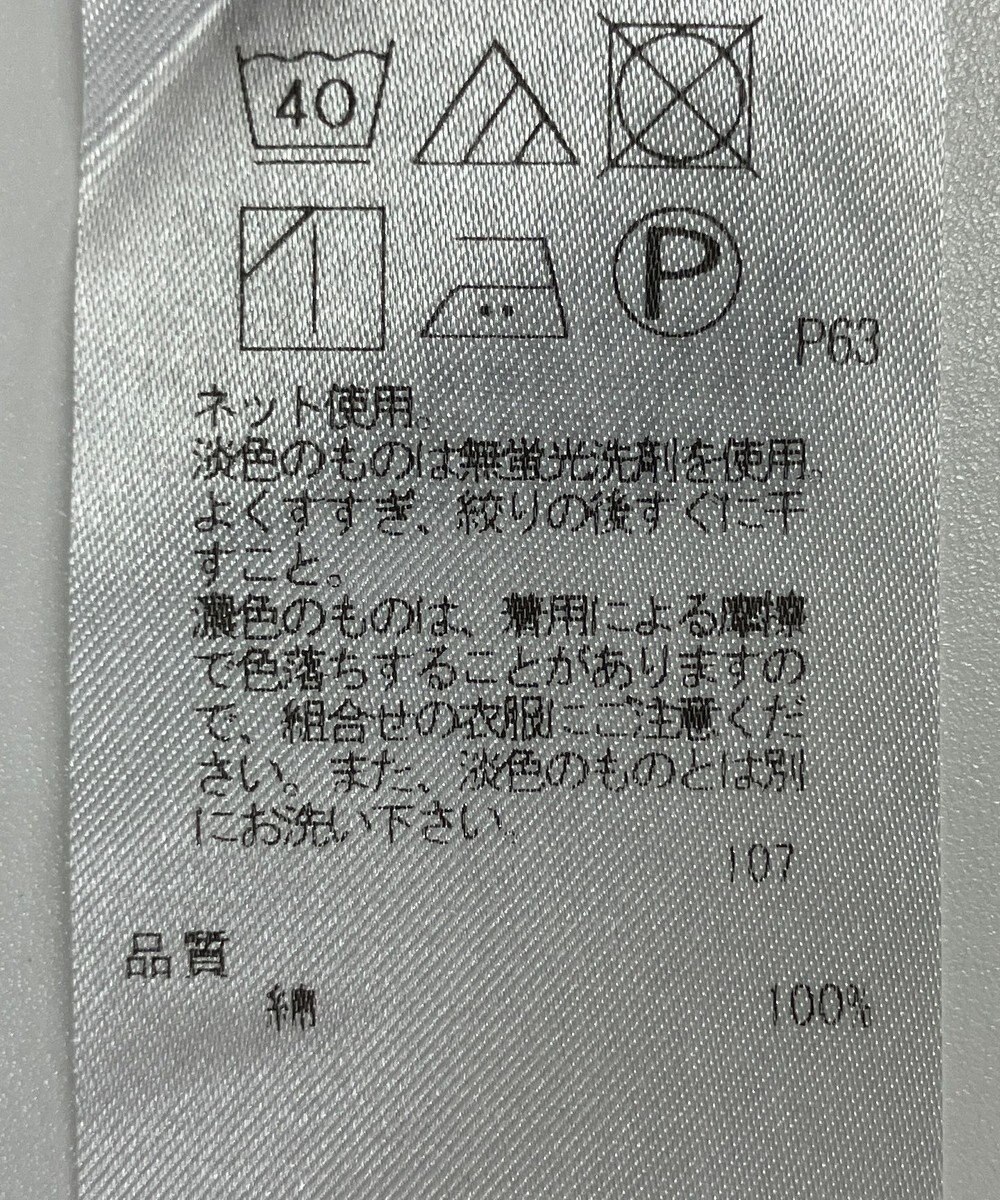 40
P
P63
ネット使用。
淡色のものは無蛍光洗剤を使用。
よくすすぎ、絞りの後すぐに干
すこと。
濃色のものは、着用による摩擦
で色落ちすることがありますの
で、組合せの衣服にご注意くだ
さい。また、淡色のものとは別
にお洗い下さい。
107
品質
綿 100%